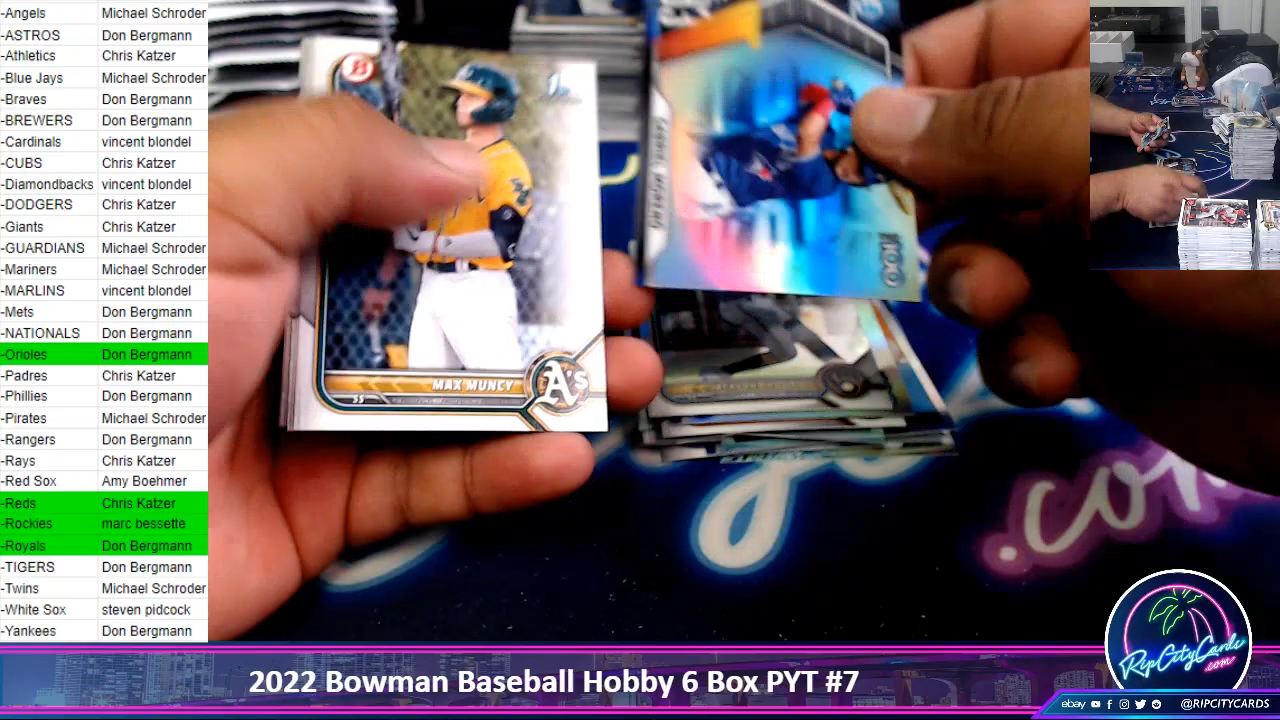 -Angels Michael Schroder
-ASTROS Don Bergmann
-Athletics Chris Katzer
-Blue Jays Michael Schroder
-Braves Don Bergmann
-BREWERS Don Bergmann
-Cardinals vincent blondel
-CUBS Chris Katzer
-Diamondbacks vincent blondel
-DODGERS Chris Katzer
-Giants Chris Katzer
-GUARDIANS Michael Schroder
-Mariners Michael Schroder
-MARLINS vincent blondel
-Mets Don Bergmann
-NATIONALS Don Bergmann
-Orioles Don Bergmann
-Padres Chris Katzer
-Phillies Don Bergmann
-Pirates Michael Schroder
-Rangers Don Bergmann
-Rays Chris Katzer
-Red Sox Amy Boehmer
-Reds Chris Katzer
-Rockies marc bessette
-Royals Don Bergmann
-TIGERS Don Bergmann
-Twins Michael Schroder
-White Sox steven pidcock
-Yankees Don Bergmann
B
MAX MUNCY
SS
A's
.com
RipCityCards
.com
2022 Bowman Baseball Hobby 6 Box PYT #7
ebay
@RIPCITYCARDS